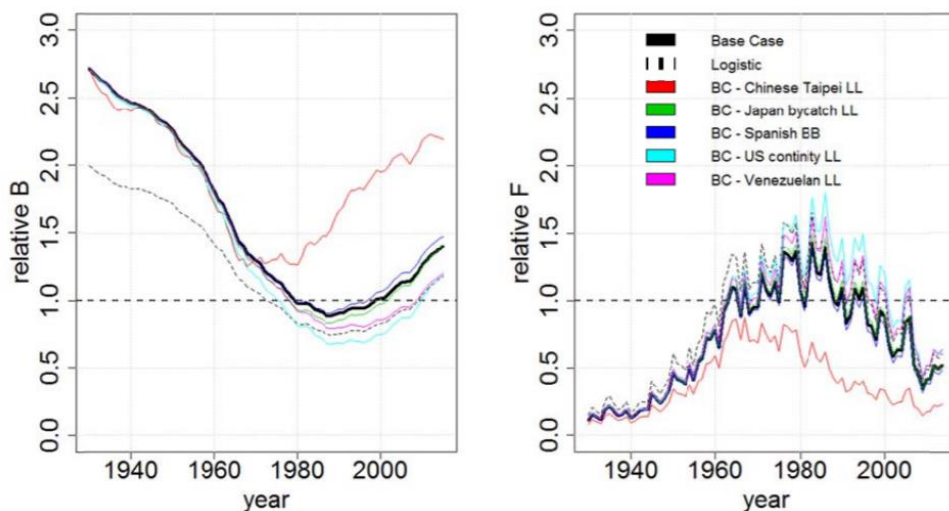 relative B
3.0
2.5
2.0
1.5
1.0
0.5
0.0
1940 1960 1980 2000
year
relative F
3.0
2.5
2.0
1.5
1.0
0.5
0.0
1940 1960 1980 2000
year
Base Case
Logistic
BC - Chinese Taipei LL
BC - Japan bycatch LL
BC - Spanish BB
BC - US continity LL
BC - Venezuelan LL